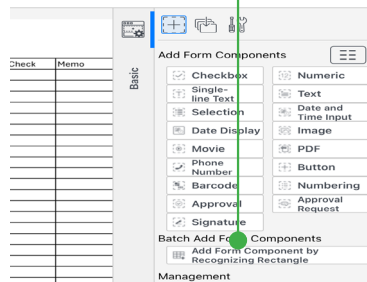 Check Memo
Basic
Add Form Components
Checkbox
Numeric
Single-
line Text
Text
Selection
Date and
Time Input
Date Display
Image
Movie
PDF
Phone
Number
Button
Barcode
Numbering
Approval
Approval
Request
Signature
Batch Add Form Components
Add Form Component by
Recognizing Rectangle
Management